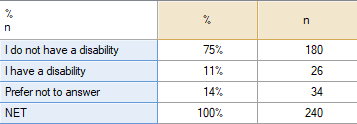 %
n
% n
I do not have a disability 75% 180
I have a disability 11% 26
Prefer not to answer 14% 34
NET 100% 240